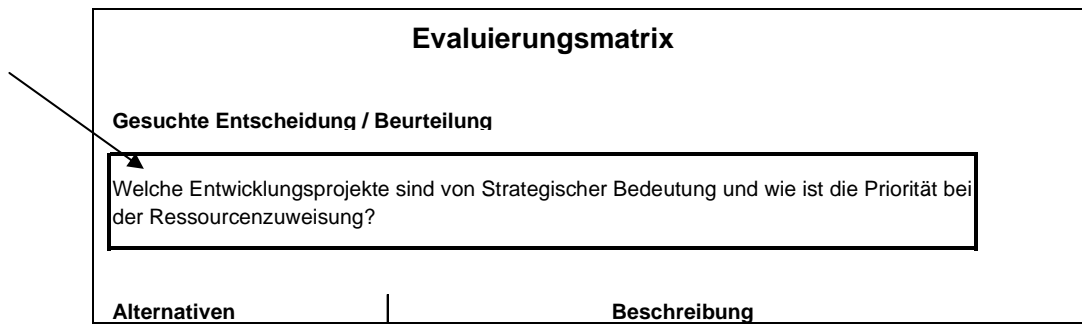 Evaluierungsmatrix
Gesuchte Entscheidung / Beurteilung
Welche Entwicklungsprojekte sind von Strategischer Bedeutung und wie ist die Priorität bei
der Ressourcenzuweisung?
Alternativen Beschreibung